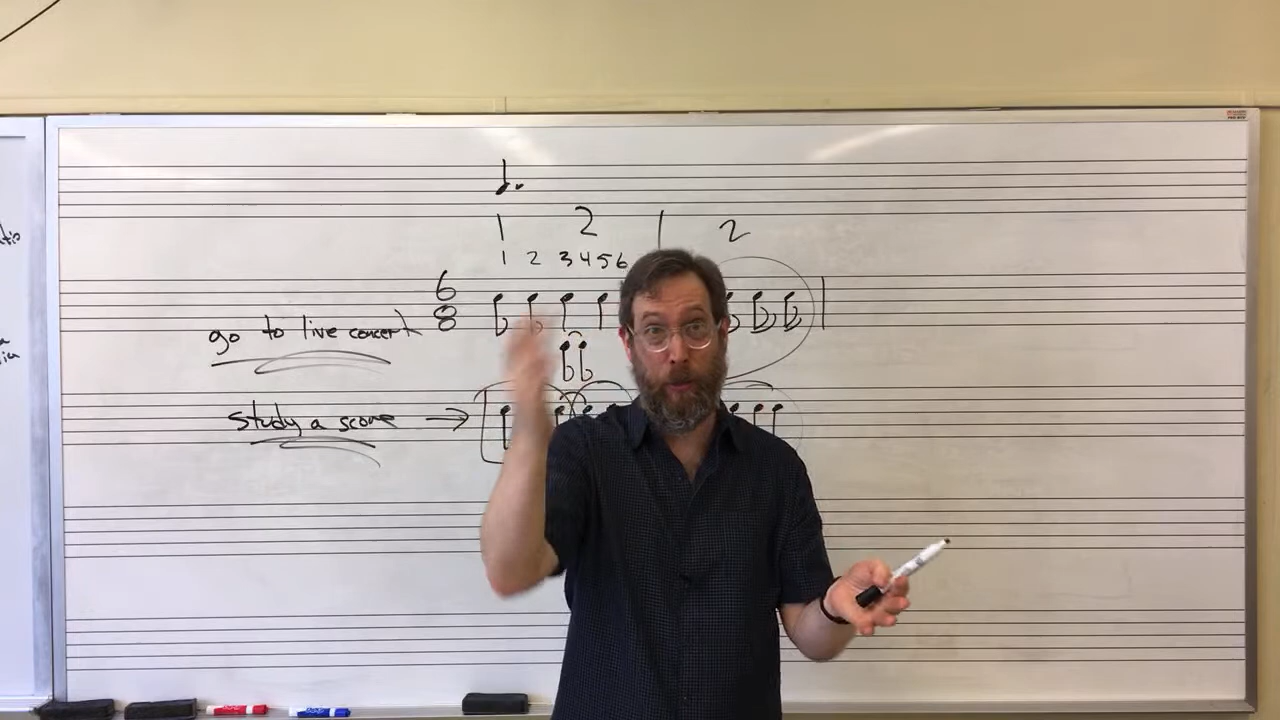 1 2 1 2
1 2 3 4 5 6
6
8
go to live concert
study a score →